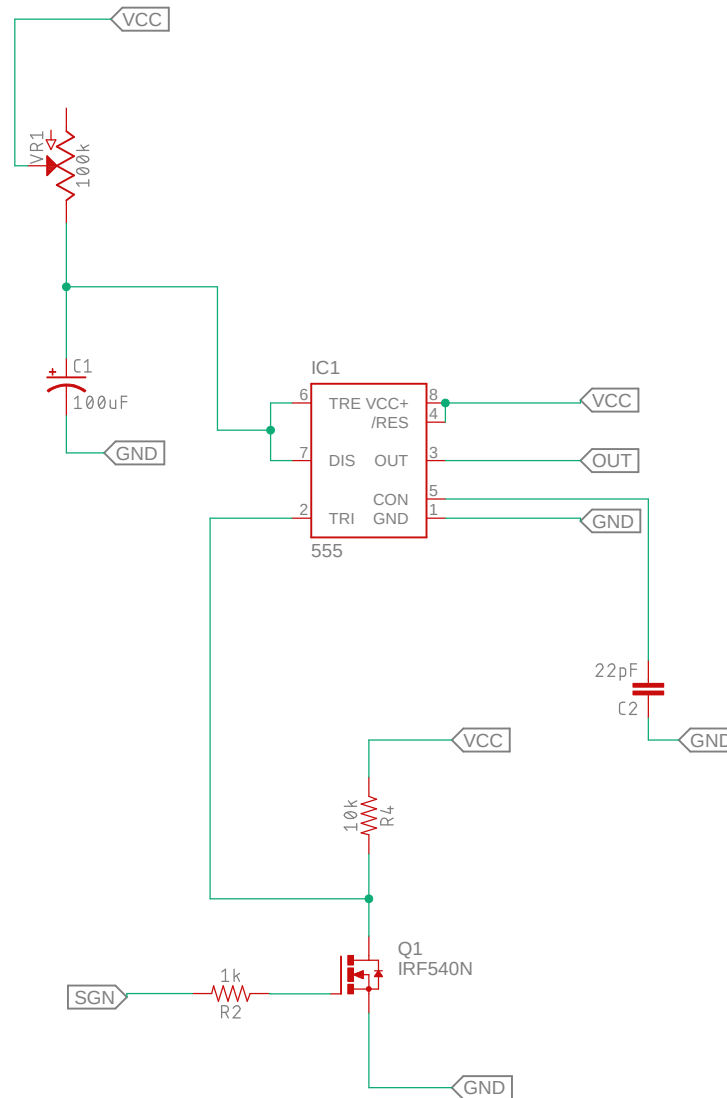 VCC
VR1
100k
C1
+
100uF
GND
IC1
6
TRE
VCC+
8
VCC
/RES
4
7
DIS
OUT
3
OUT
CON
5
2
TRI
GND
1
GND
555
22pF
C2
GND
VCC
10k
R4
Q1
IRF540N
SGN
1k
R2
GND